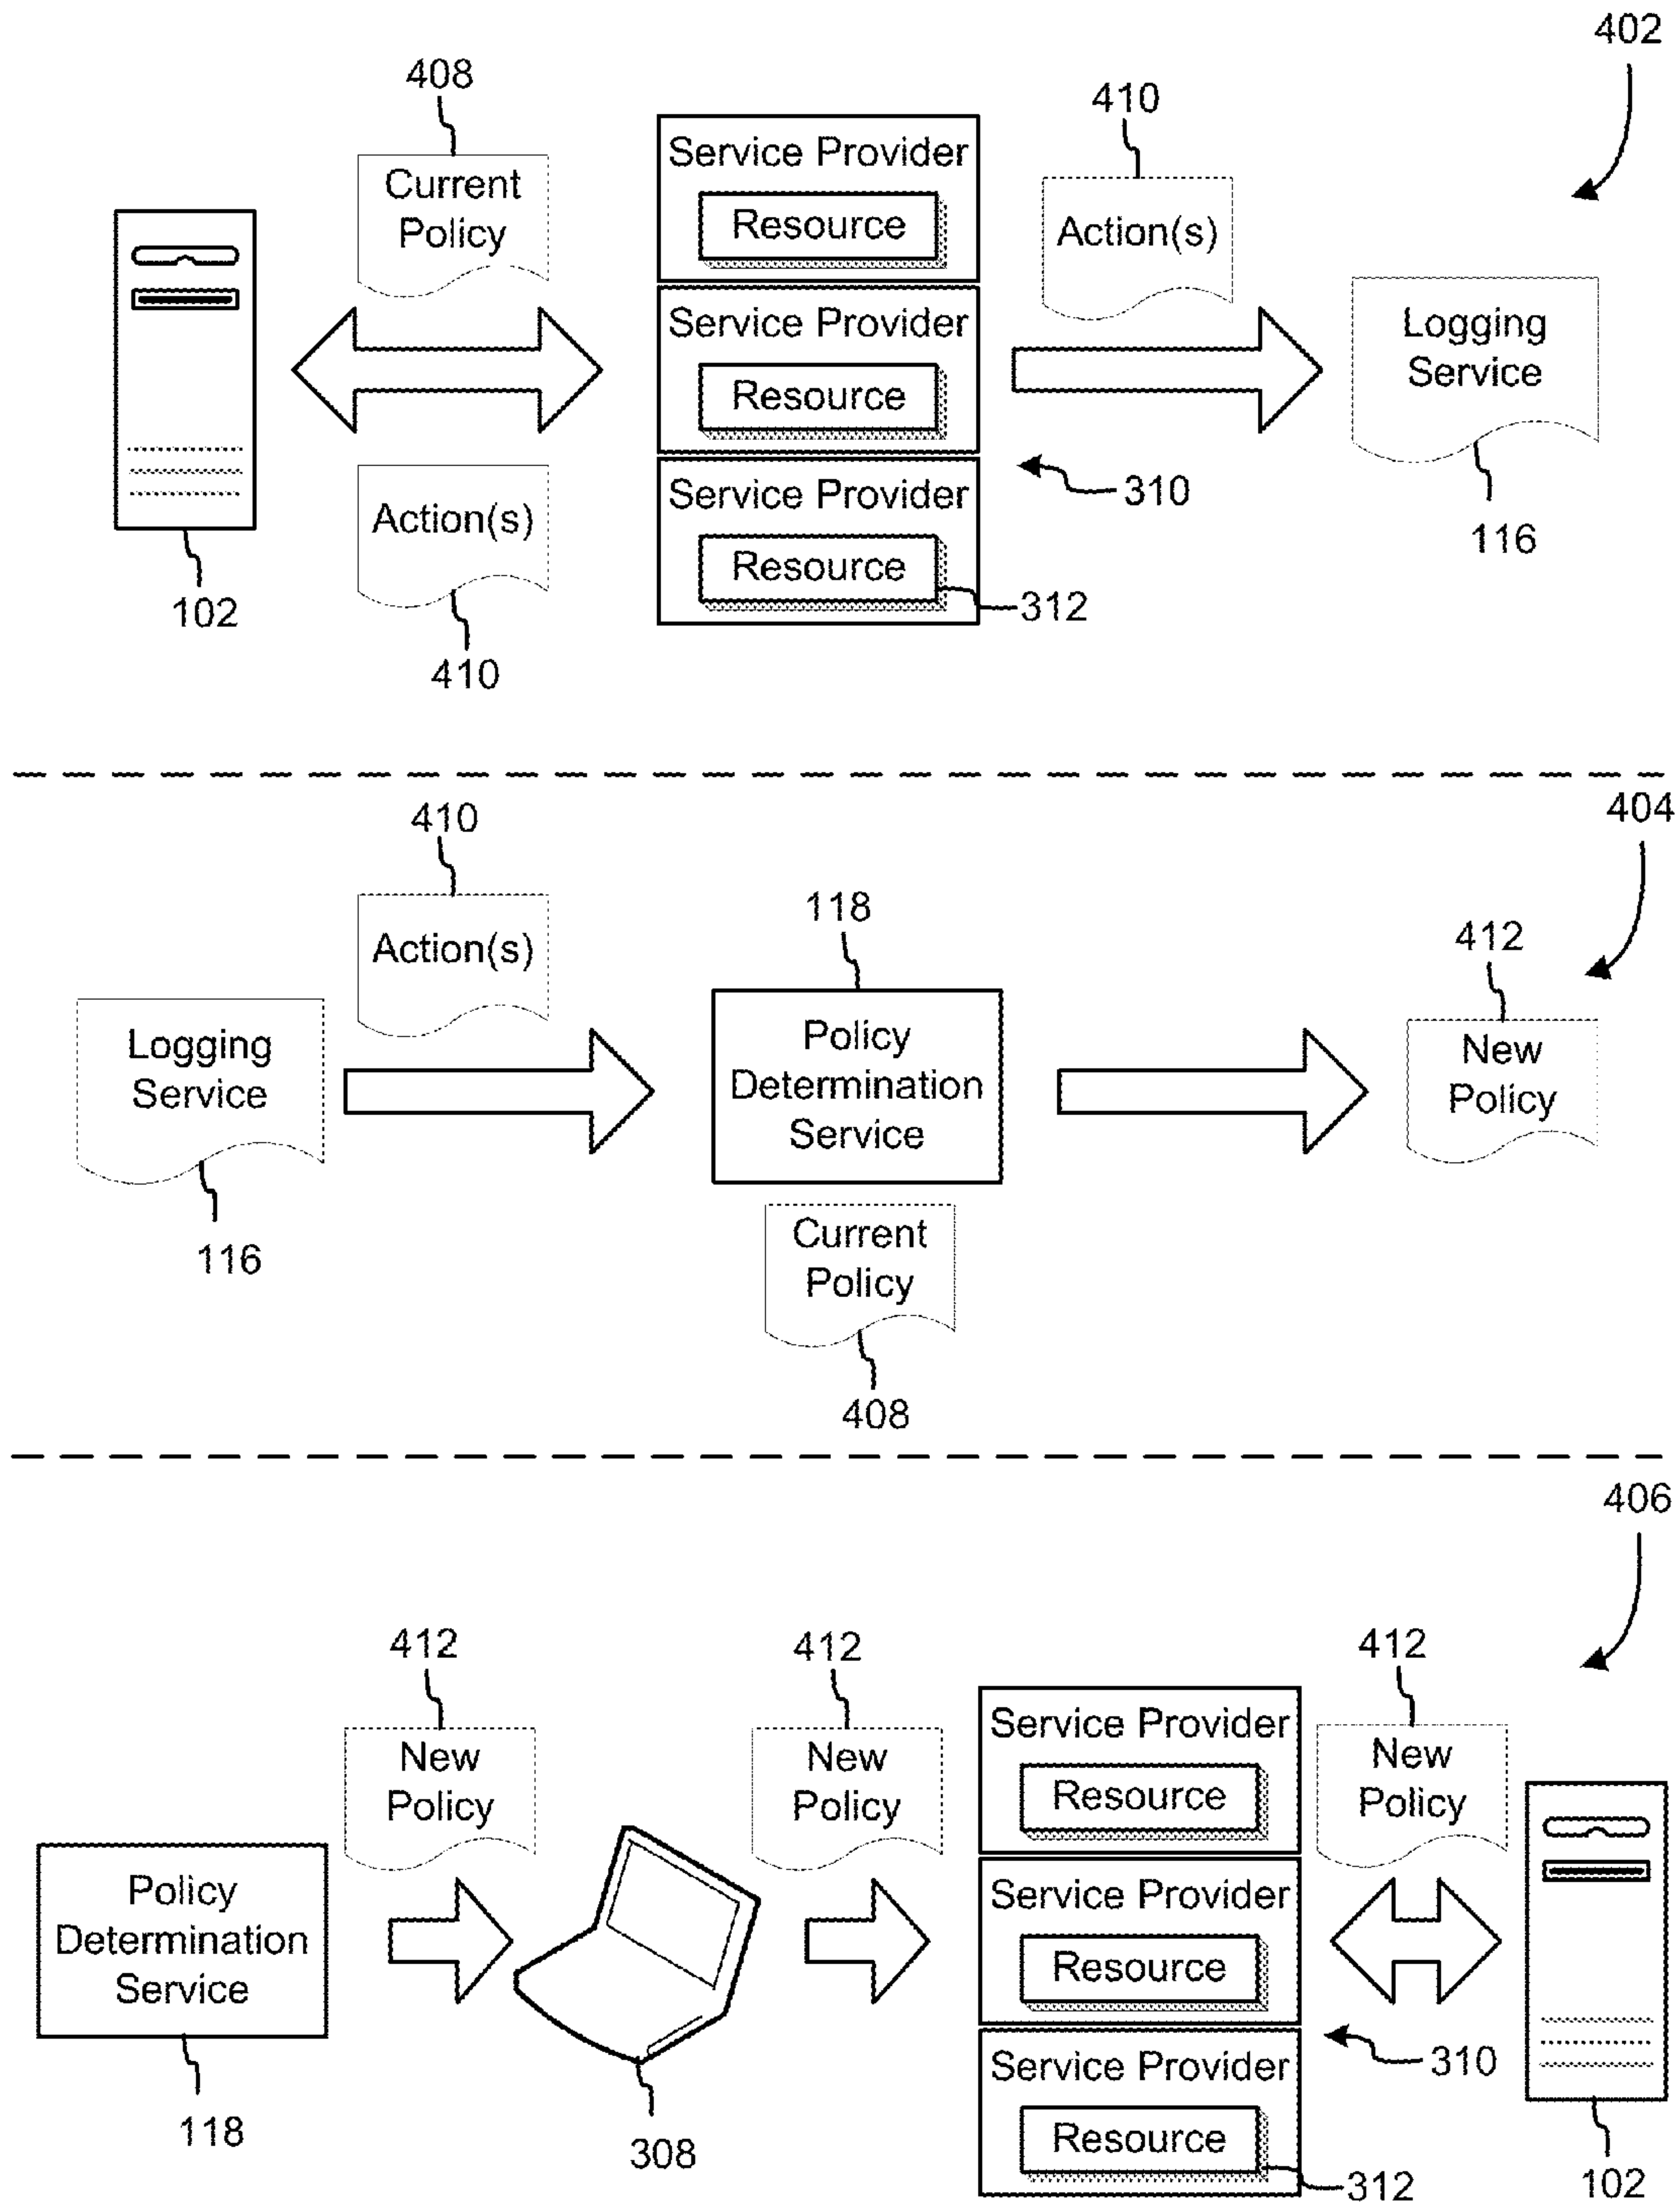 402
408
410
Current
Policy
Service Provider
Resource
Action(s)
Service Provider
Resource
Logging
Service
Service Provider
Resource
310
Action(s)
116
102
312
410
404
410
118
412
Action(s)
Logging
Service
Policy
Determination
Service
New
Policy
116
Current
Policy
408
406
412
412
412
New
Policy
New
Policy
Service Provider
Resource
New
Policy
Policy
Determination
Service
Service Provider
Resource
Service Provider
Resource
310
118
308
312
102